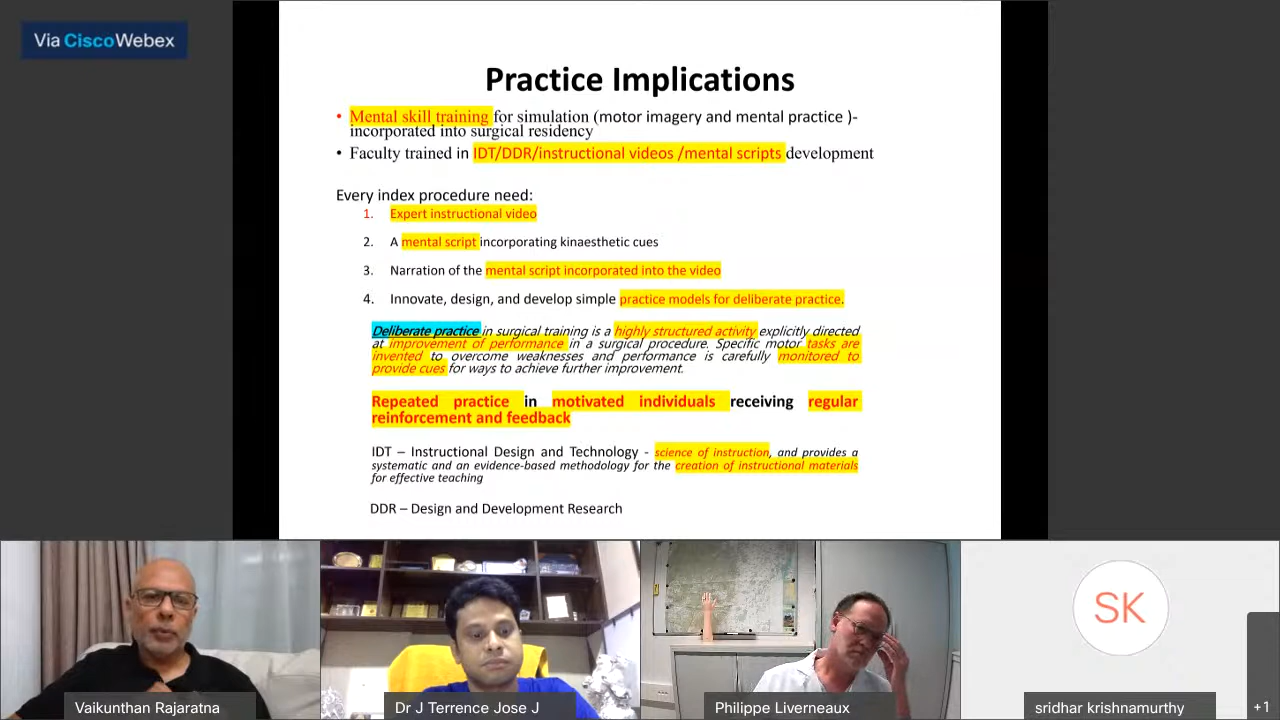 Via Cisco Webex
Practice Implications
• Mental skill training for simulation (motor imagery and mental practice )-
incorporated into surgical residency
• Faculty trained in IDT/DDR/instructional videos /mental scripts development
Every index procedure need:
1. Expert instructional video
2. A mental script incorporating kinaesthetic cues
3. Narration of the mental script incorporated into the video
4. Innovate, design, and develop simple practice models for deliberate practice.
Deliberate practice in surgical training is a highly structured activity explicitly directed
at improvement of performance in a surgical procedure. Specific motor tasks are
invented to overcome weaknesses and performance is carefully monitored to
provide cues for ways to achieve further improvement.
Repeated practice in motivated individuals receiving regular
reinforcement and feedback
IDT – Instructional Design and Technology - science of instruction, and provides a
systematic and an evidence-based methodology for the creation of instructional materials
for effective teaching
DDR – Design and Development Research
SK
Vaikunthan Rajaratna
Dr J Terrence Jose J
Philippe Liverneaux
sridhar krishnamurthy
+1